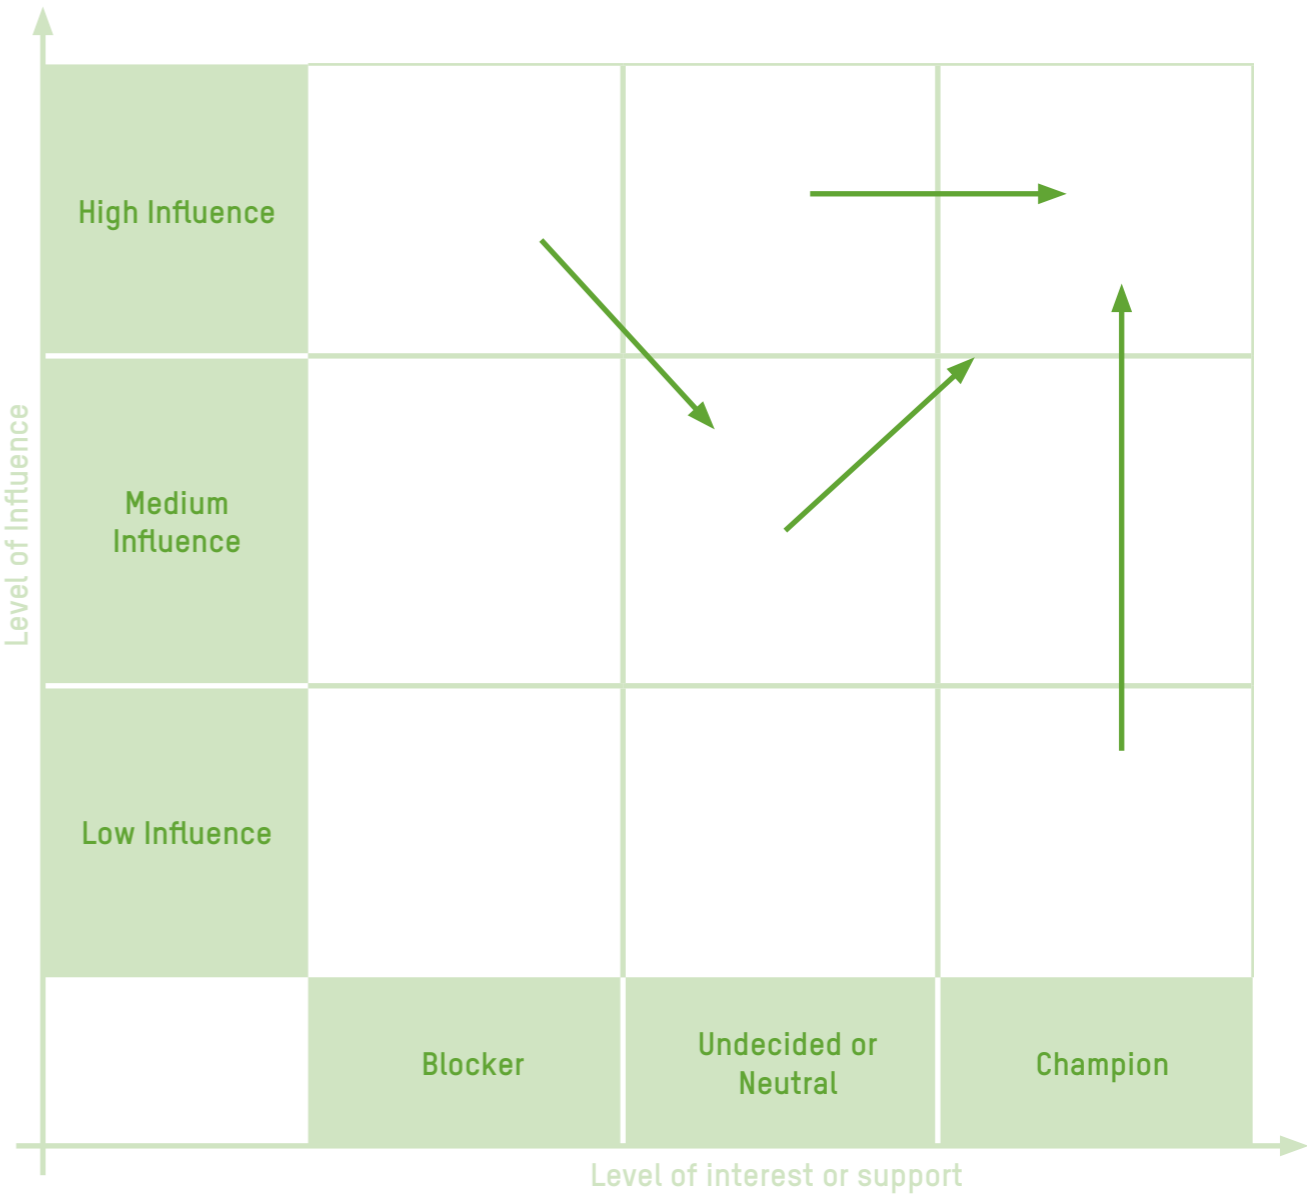 High Influence
Level of Influence
Medium
Influence
Low Influence
Blocker
Undecided or
Neutral
Champion
Level of interest or support